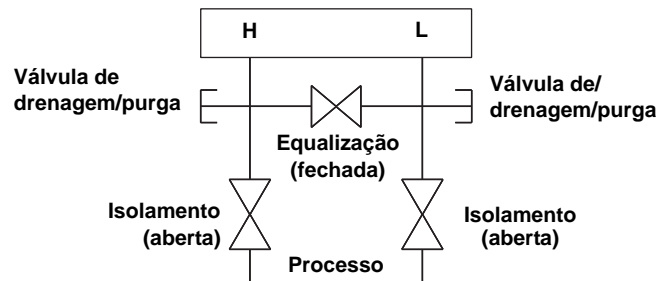 H
L
Válvula de
drenagem/purga
Válvula de/
drenagem/purga
Equalização
(fechada)
Isolamento
(aberta)
Isolamento
(aberta)
Processo